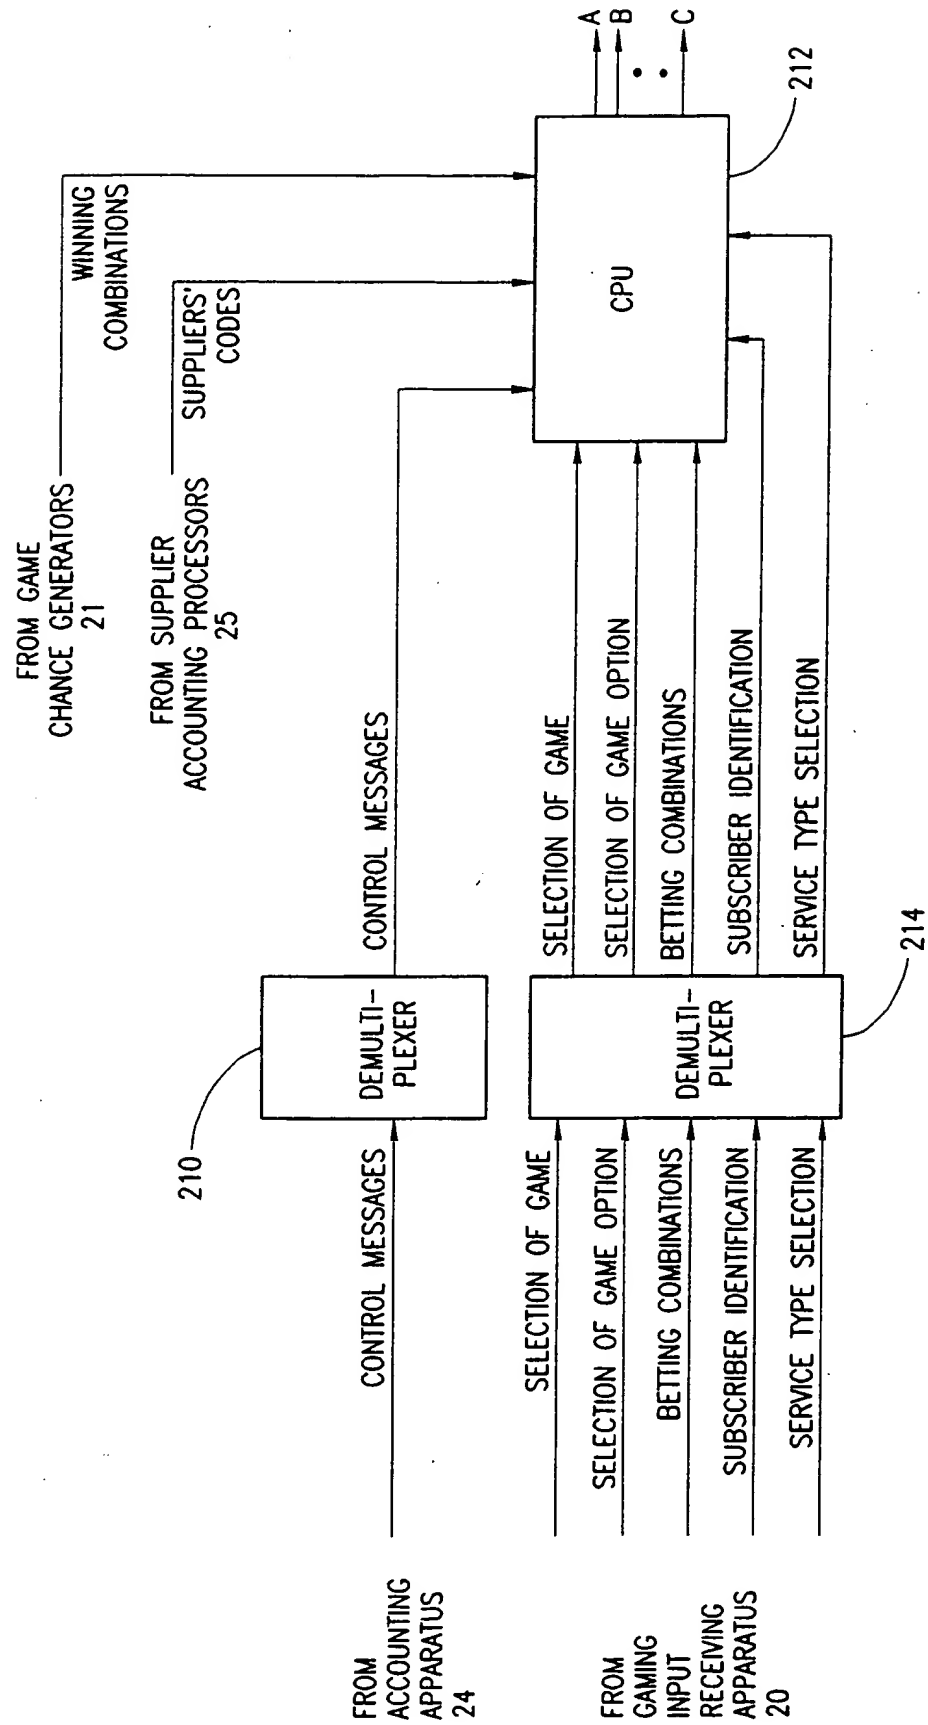 FROM GAME
CHANCE GENERATORS
21
WINNING
COMBINATIONS
FROM SUPPLIER
ACCOUNTING PROCESSORS
25
SUPPLIERS'
CODES
FROM
ACCOUNTING
APPARATUS
24
CONTROL MESSAGES
210
DEMULTI-
PLEXER
CONTROL MESSAGES
FROM
GAMING
INPUT
RECEIVING
APPARATUS
20
SELECTION OF GAME
SELECTION OF GAME OPTION
BETTING COMBINATIONS
SUBSCRIBER IDENTIFICATION
SERVICE TYPE SELECTION
DEMULTI-
PLEXER
214
SELECTION OF GAME
SELECTION OF GAME OPTION
BETTING COMBINATIONS
SUBSCRIBER IDENTIFICATION
SERVICE TYPE SELECTION
CPU
212
A
B
C